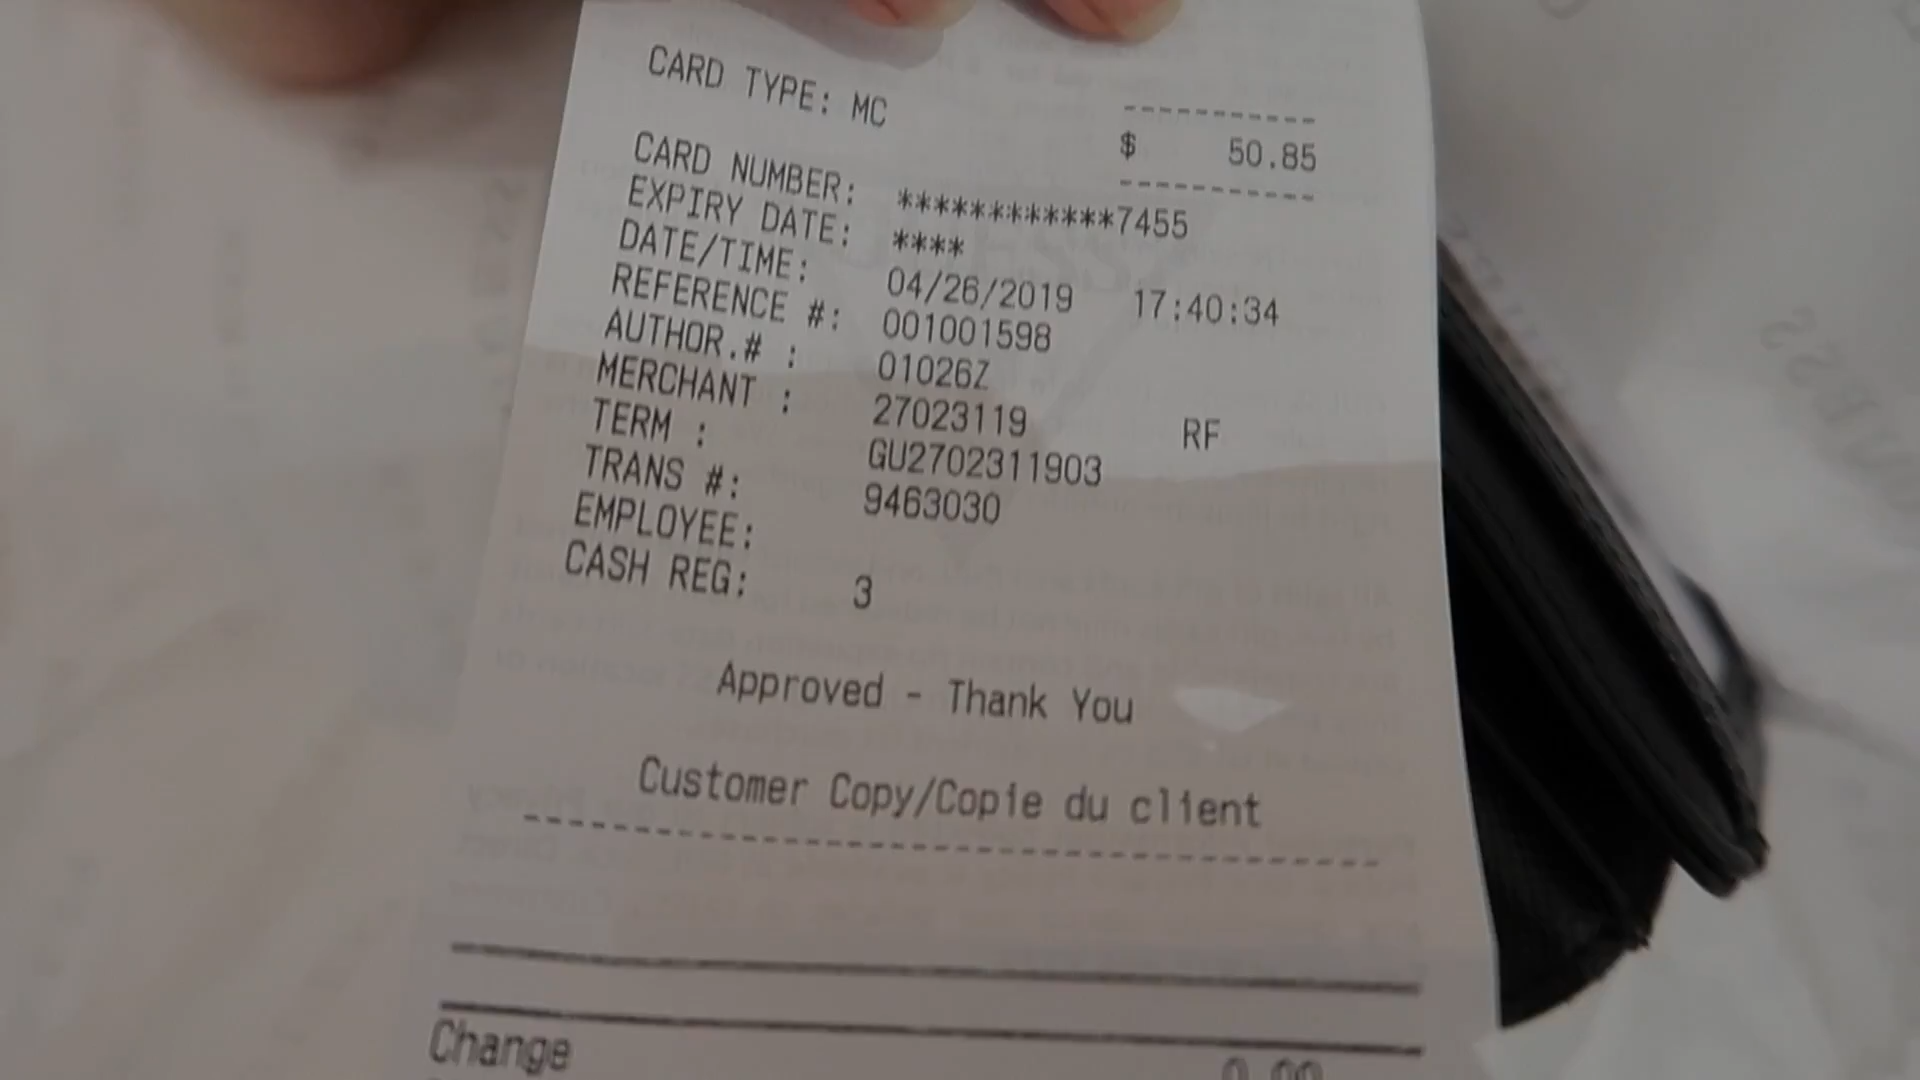 CARD TYPE: MC
-----------
$ 50.85
-----------
CARD NUMBER: ************7455
EXPIRY DATE: ****
DATE/TIME: 04/26/2019 17:40:34
REFERENCE #: 001001598
AUTHOR.# : 01026Z
MERCHANT : 27023119 RF
TERM : GU2702311903
TRANS #: 9463030
EMPLOYEE:
CASH REG: 3
Approved - Thank You
Customer Copy/Copie du client
Change 0.00